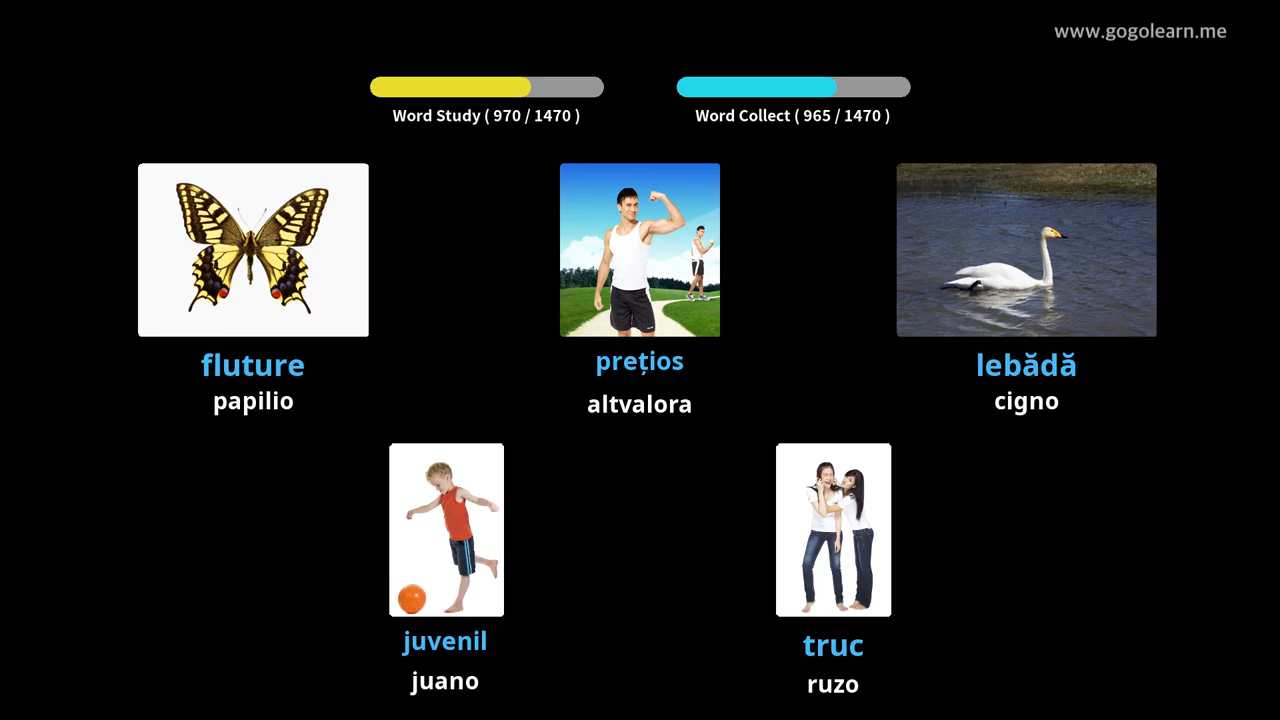 www.gogolearn.me
Word Study ( 970 / 1470 )
Word Collect ( 965 / 1470 )
fluture
papilio
prețios
altvalora
lebădă
cigno
juvenil
juano
truc
ruzo